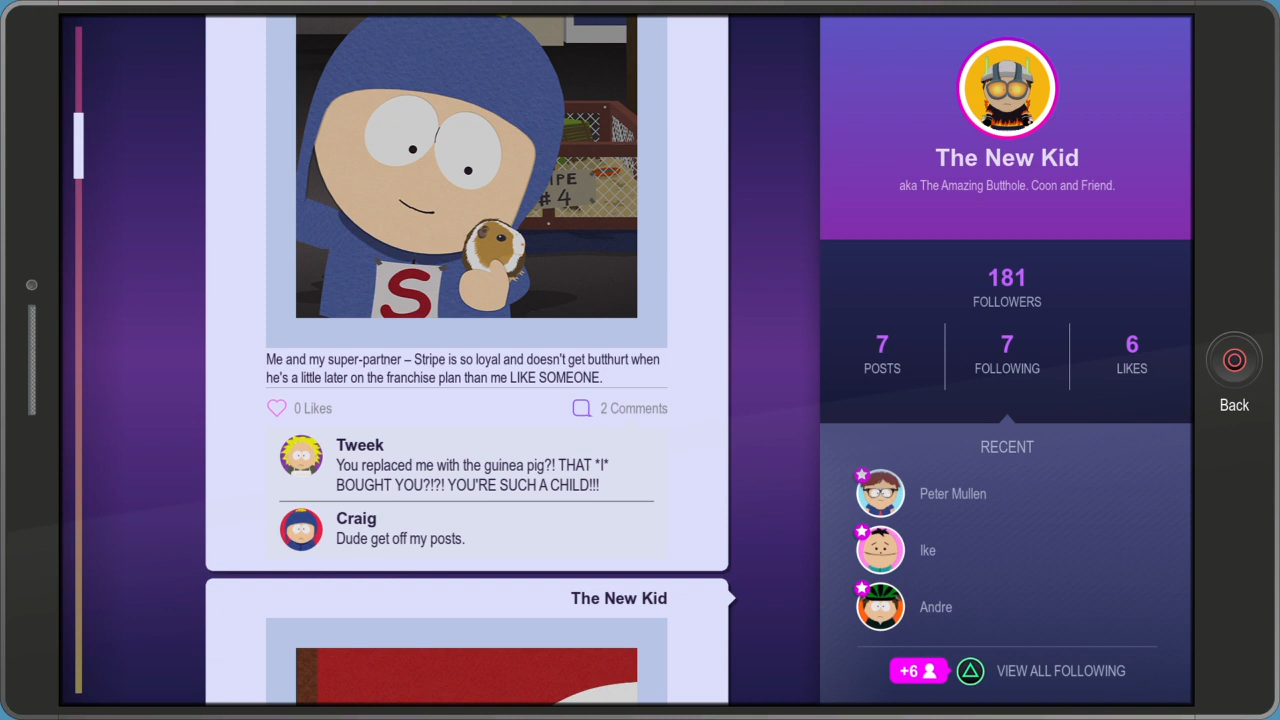 IPE
#4
S
Me and my super-partner – Stripe is so loyal and doesn't get butthurt when
he's a little later on the franchise plan than me LIKE SOMEONE.
0 Likes
2 Comments
Tweek
You replaced me with the guinea pig?! THAT *I*
BOUGHT YOU?!?! YOU'RE SUCH A CHILD!!!
Craig
Dude get off my posts.
The New Kid
The New Kid
aka The Amazing Butthole. Coon and Friend.
181
FOLLOWERS
7
POSTS
7
FOLLOWING
6
LIKES
RECENT
Peter Mullen
Ike
Andre
+6
VIEW ALL FOLLOWING
Back